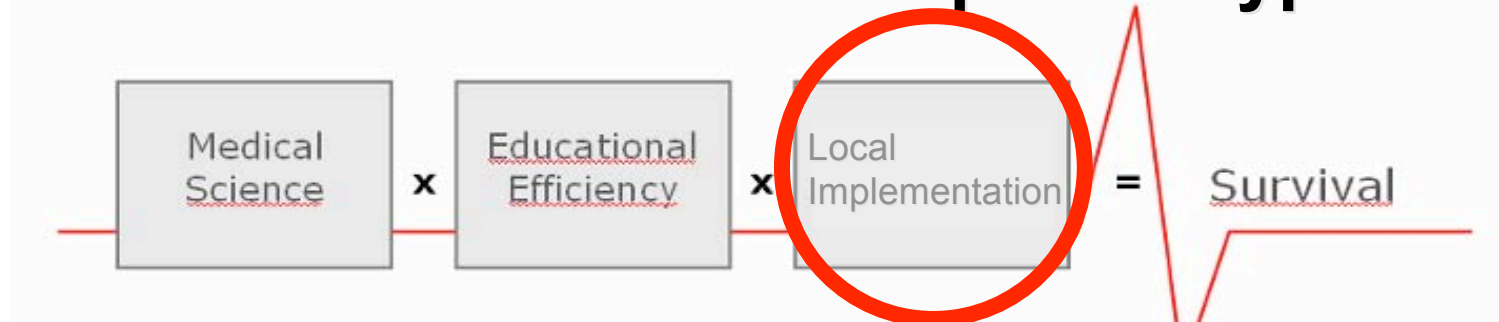 Medical
Science
x
Educational
Efficiency
x
Local
Implementation
=
Survival